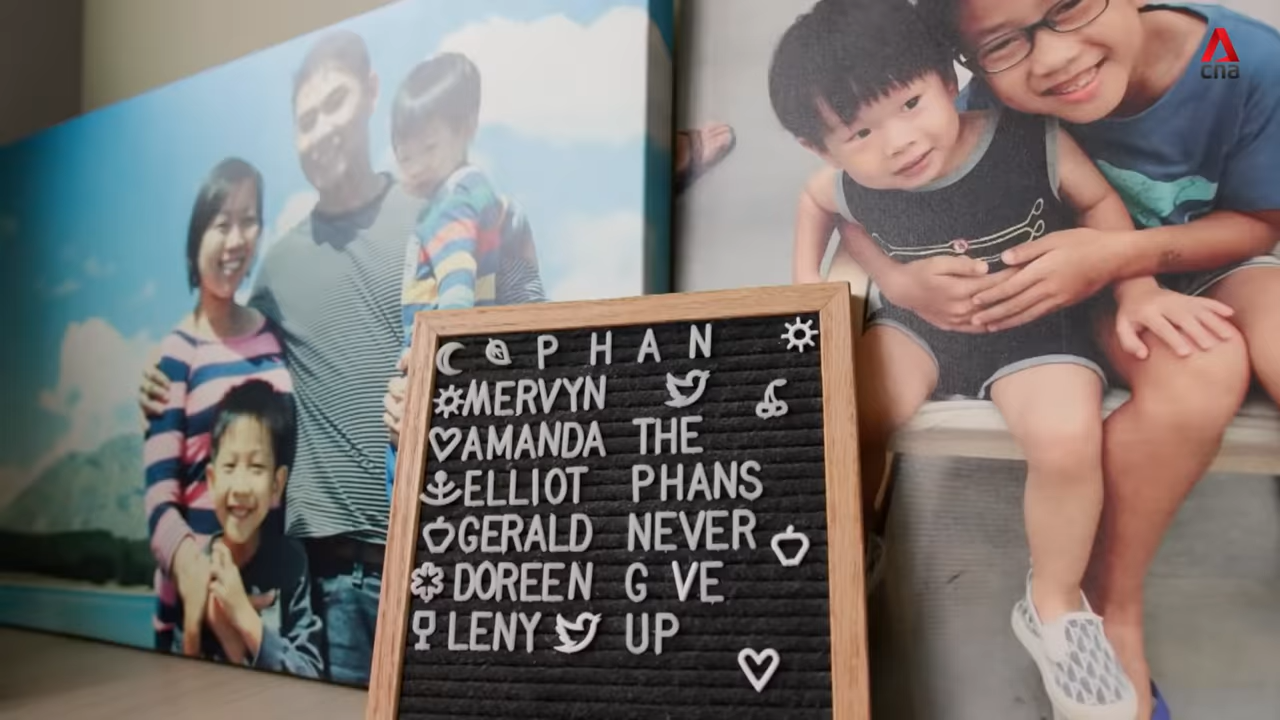 PHAN
MERVYN
AMANDA THE
ELLIOT PHANS
GERALD NEVER
DOREEN G VE
LENY UP
cna